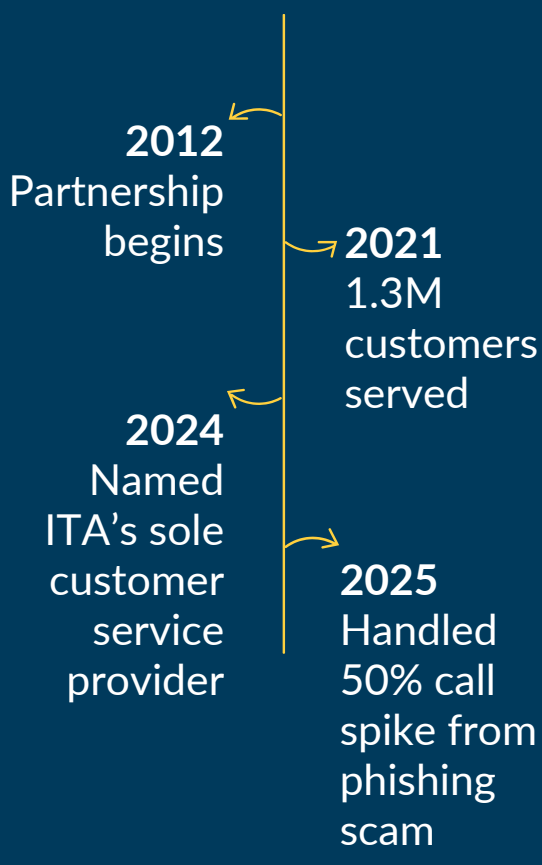 2012
Partnership
begins
2021
1.3M
customers
served
2024
Named
ITA’s sole
customer
service
provider
2025
Handled
50% call
spike from
phishing
scam